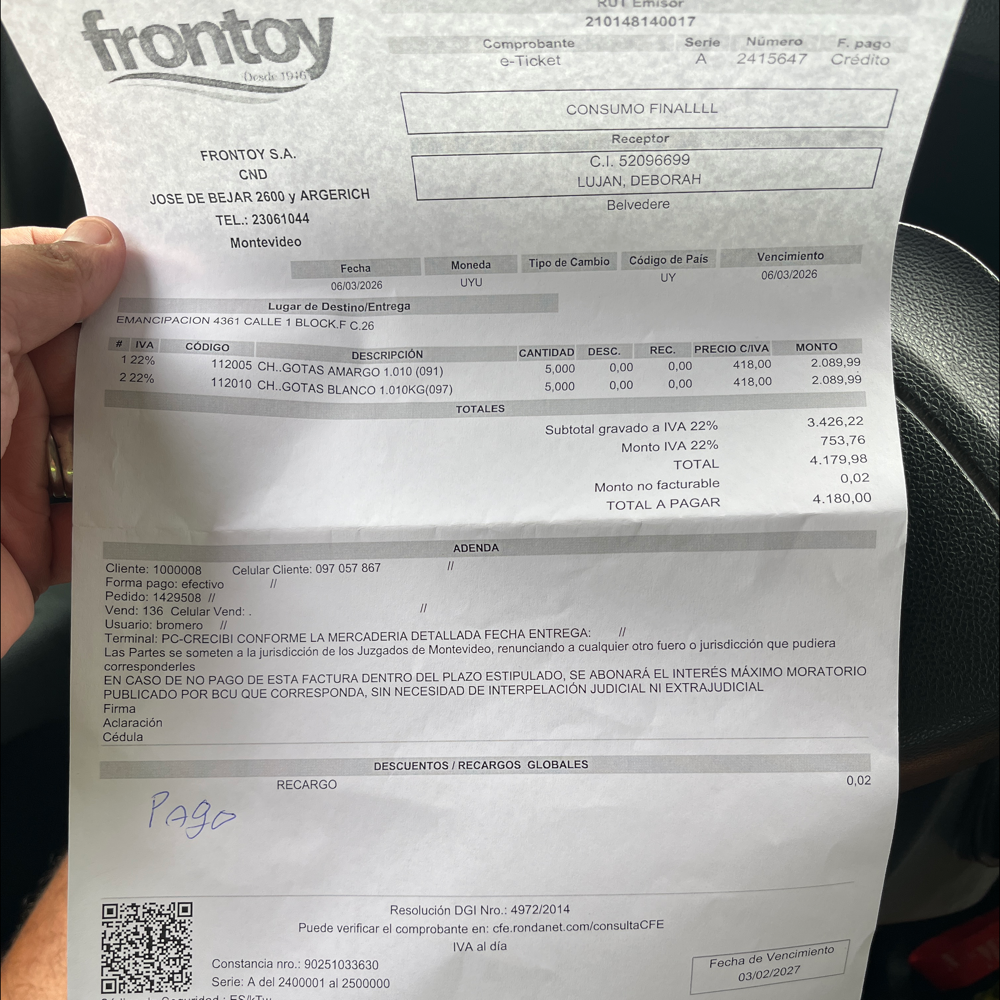 frontoy
Desde 1946
RUT Emisor
210148140017
Comprobante Serie Número F. pago
e-Ticket A 2415647 Crédito
CONSUMO FINALLLL
Receptor
C.I. 52096699
LUJAN, DEBORAH
Belvedere
FRONTOY S.A.
CND
JOSE DE BEJAR 2600 y ARGERICH
TEL.: 23061044
Montevideo
Fecha Moneda Tipo de Cambio Código de País Vencimiento
06/03/2026 UYU UY 06/03/2026
Lugar de Destino/Entrega
EMANCIPACION 4361 CALLE 1 BLOCK.F C.26
# IVA CÓDIGO DESCRIPCIÓN CANTIDAD DESC. REC. PRECIO C/IVA MONTO
1 22% 112005 CH..GOTAS AMARGO 1.010 (091) 5,000 0,00 0,00 418,00 2.089,99
2 22% 112010 CH..GOTAS BLANCO 1.010KG(097) 5,000 0,00 0,00 418,00 2.089,99
TOTALES
Subtotal gravado a IVA 22% 3.426,22
Monto IVA 22% 753,76
TOTAL 4.179,98
Monto no facturable 0,02
TOTAL A PAGAR 4.180,00
ADENDA
Cliente: 1000008 Celular Cliente: 097 057 867 //
Forma pago: efectivo //
Pedido: 1429508 //
Vend: 136 Celular Vend: . //
Usuario: bromero //
Terminal: PC-CRECIBI CONFORME LA MERCADERIA DETALLADA FECHA ENTREGA: //
Las Partes se someten a la jurisdicción de los Juzgados de Montevideo, renunciando a cualquier otro fuero o jurisdicción que pudiera
corresponderles
EN CASO DE NO PAGO DE ESTA FACTURA DENTRO DEL PLAZO ESTIPULADO, SE ABONARÁ EL INTERÉS MÁXIMO MORATORIO
PUBLICADO POR BCU QUE CORRESPONDA, SIN NECESIDAD DE INTERPELACIÓN JUDICIAL NI EXTRAJUDICIAL
Firma
Aclaración
Cédula
DESCUENTOS / RECARGOS GLOBALES
RECARGO 0,02
PAgo
Resolución DGI Nro.: 4972/2014
Puede verificar el comprobante en: cfe.rondanet.com/consultaCFE
IVA al día
Constancia nro.: 90251033630
Serie: A del 2400001 al 2500000
Fecha de Vencimiento
03/02/2027